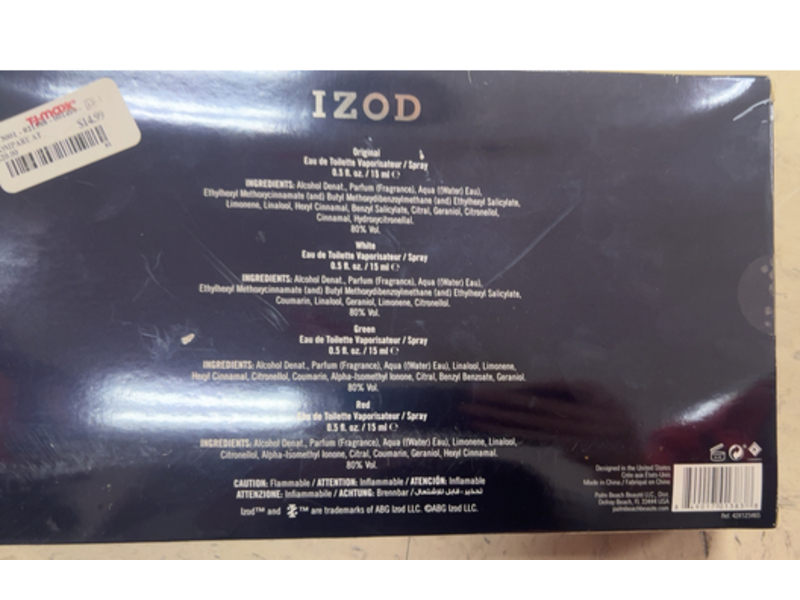 TJ-maxx
$14.99
COMPARE AT
IZOD
Original
Eau de Toilette Vaporisateur / Spray
0.5 fl. oz. / 15 ml ℮
INGREDIENTS: Alcohol Denat., Parfum (Fragrance), Aqua ((Water) Eau),
Ethylhexyl Methoxycinnamate (and) Butyl Methoxydibenzoylmethane (and) Ethylhexyl Salicylate,
Limonene, Linalool, Hexyl Cinnamal, Benzyl Salicylate, Citral, Geraniol, Citronellol,
Cinnamal, Hydroxycitronellal.
80% Vol.
White
Eau de Toilette Vaporisateur / Spray
0.5 fl. oz. / 15 ml ℮
INGREDIENTS: Alcohol Denat., Parfum (Fragrance), Aqua ((Water) Eau),
Ethylhexyl Methoxycinnamate (and) Butyl Methoxydibenzoylmethane (and) Ethylhexyl Salicylate,
Coumarin, Linalool, Geraniol, Limonene, Citronellol.
80% Vol.
Green
Eau de Toilette Vaporisateur / Spray
0.5 fl. oz. / 15 ml ℮
INGREDIENTS: Alcohol Denat., Parfum (Fragrance), Aqua ((Water) Eau), Linalool, Limonene,
Hexyl Cinnamal, Citronellol, Coumarin, Alpha-Isomethyl Ionone, Citral, Benzyl Benzoate, Geraniol.
80% Vol.
Red
Eau de Toilette Vaporisateur / Spray
0.5 fl. oz. / 15 ml ℮
INGREDIENTS: Alcohol Denat., Parfum (Fragrance), Aqua ((Water) Eau), Limonene, Linalool,
Citronellol, Alpha-Isomethyl Ionone, Citral, Coumarin, Geraniol, Hexyl Cinnamal.
80% Vol.
CAUTION: Flammable / ATTENTION: Inflammable / ATENCIÓN: Inflamable
ATTENZIONE: Infiammabile / ACHTUNG: Brennbar / تحذير: قابل للاشتعال
Izod™ and ™ are trademarks of ABG Izod LLC. ©ABG Izod LLC.
Designed in the United States
Crée aux États-Unis
Made in China / Fabriqué en China
Palm Beach Beauté LLC., Dist.
Delray Beach, FL 33444 USA
palmbeachbeaute.com